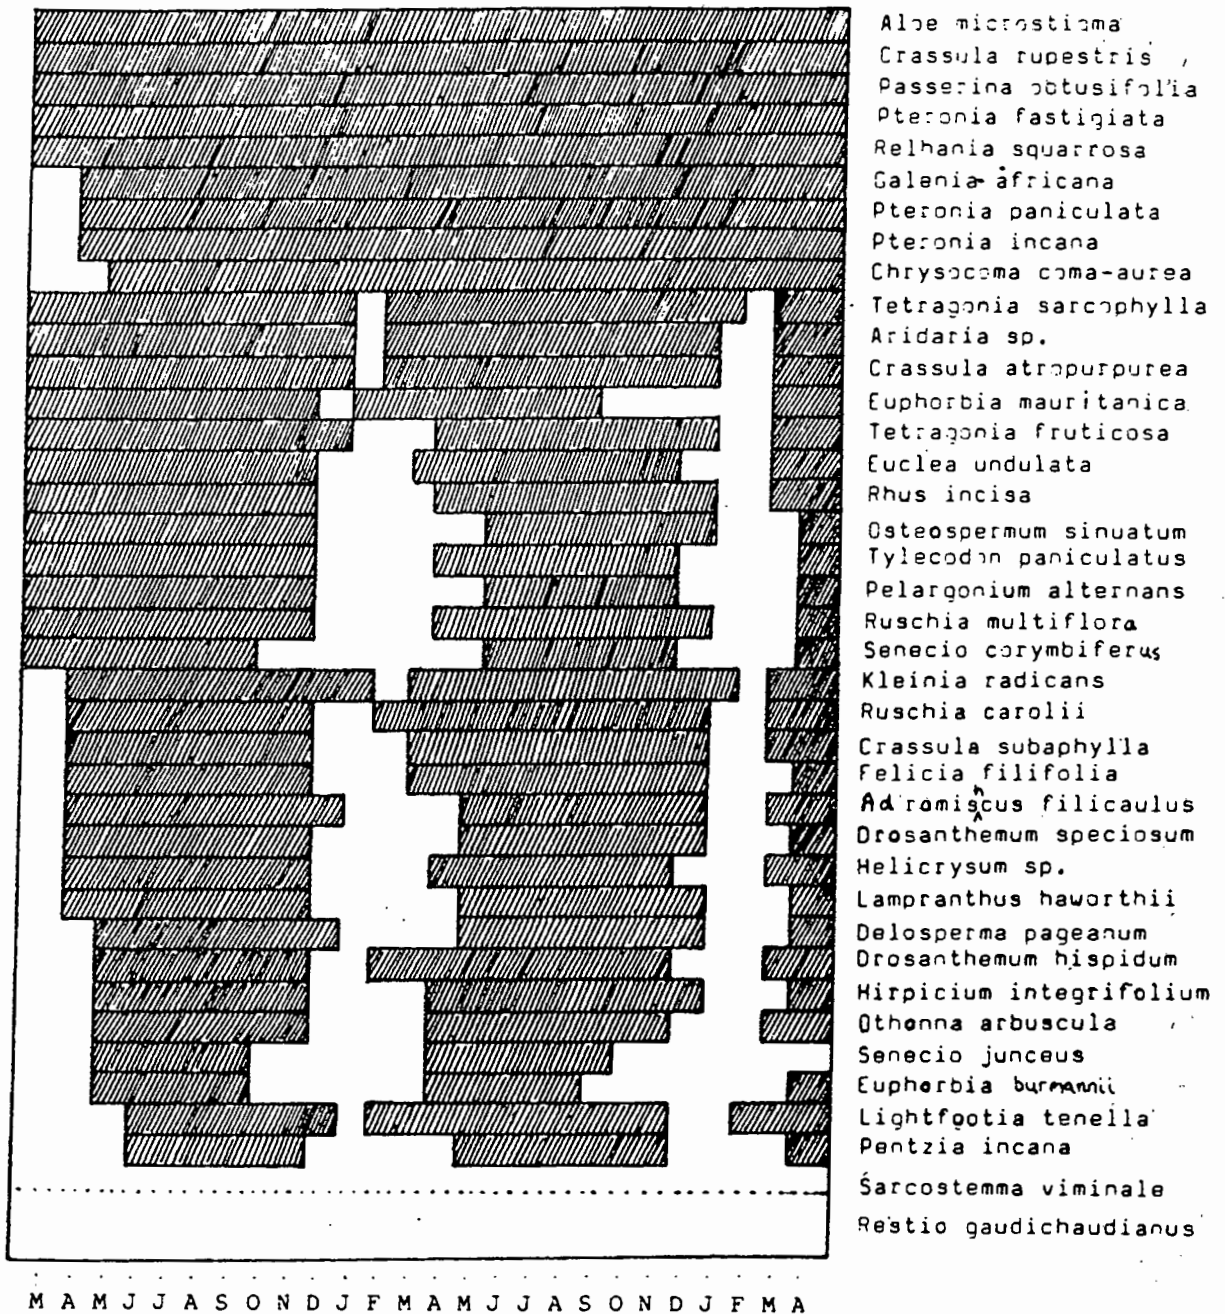 Aloe microstigma
Crassula rupestris
Passerina obtusifolia
Pteronia fastigiata
Relhania squarrosa
Galenia africana
Pteronia paniculata
Pteronia incana
Chrysocoma coma-aurea
Tetragonia sarcophylla
Aridaria sp.
Crassula atropurpurea
Euphorbia mauritanica
Tetragonia fruticosa
Euclea undulata
Rhus incisa
Osteospermum sinuatum
Tylecodon paniculatus
Pelargonium alternans
Ruschia multiflora
Senecio corymbiferus
Kleinia radicans
Ruschia carolii
Crassula subaphylla
Felicia filifolia
Adromischus filicaulus
Drosanthemum speciosum
Helicrysum sp.
Lampranthus haworthii
Delosperma pageanum
Drosanthemum hispidum
Hirpicium integrifolium
Othonna arbuscula
Senecio junceus
Euphorbia burmannii
Lightfootia tenella
Pentzia incana
Sarcostemma viminale
Restio gaudichaudianus
M A M J J A S O N D J F M A M J J A S O N D J F M A